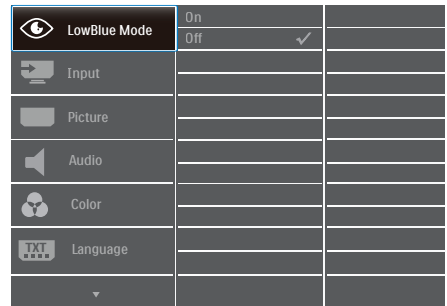 LowBlue Mode
On
Off
Input
Picture
Audio
Color
TXT
Language